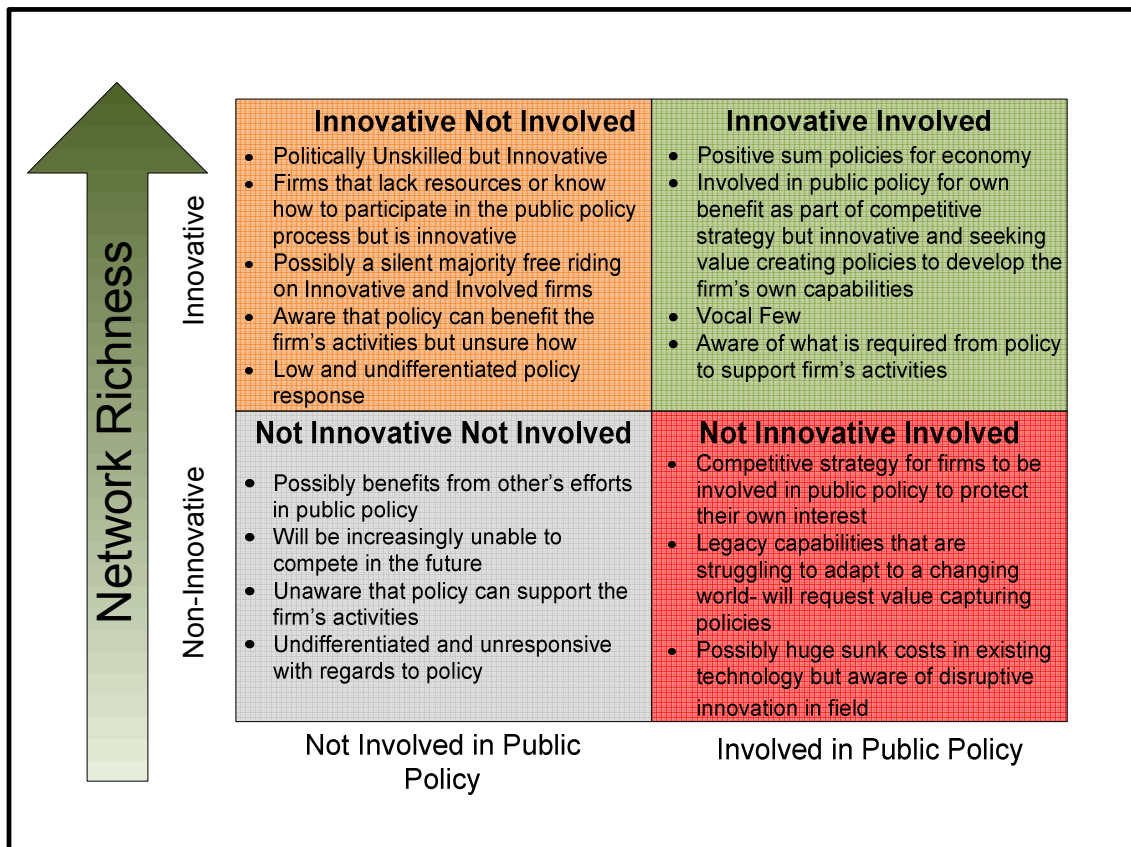 Network Richness
Innovative
Non-Innovative
Innovative Not Involved
• Politically Unskilled but Innovative
• Firms that lack resources or know
how to participate in the public policy
process but is innovative
• Possibly a silent majority free riding
on Innovative and Involved firms
• Aware that policy can benefit the
firm’s activities but unsure how
• Low and undifferentiated policy
response
Innovative Involved
• Positive sum policies for economy
• Involved in public policy for own
benefit as part of competitive
strategy but innovative and seeking
value creating policies to develop the
firm’s own capabilities
• Vocal Few
• Aware of what is required from policy
to support firm’s activities
Not Innovative Not Involved
• Possibly benefits from other’s efforts
in public policy
• Will be increasingly unable to
compete in the future
• Unaware that policy can support the
firm’s activities
• Undifferentiated and unresponsive
with regards to policy
Not Innovative Involved
• Competitive strategy for firms to be
involved in public policy to protect
their own interest
• Legacy capabilities that are
struggling to adapt to a changing
world- will request value capturing
policies
• Possibly huge sunk costs in existing
technology but aware of disruptive
innovation in field
Not Involved in Public
Policy
Involved in Public Policy